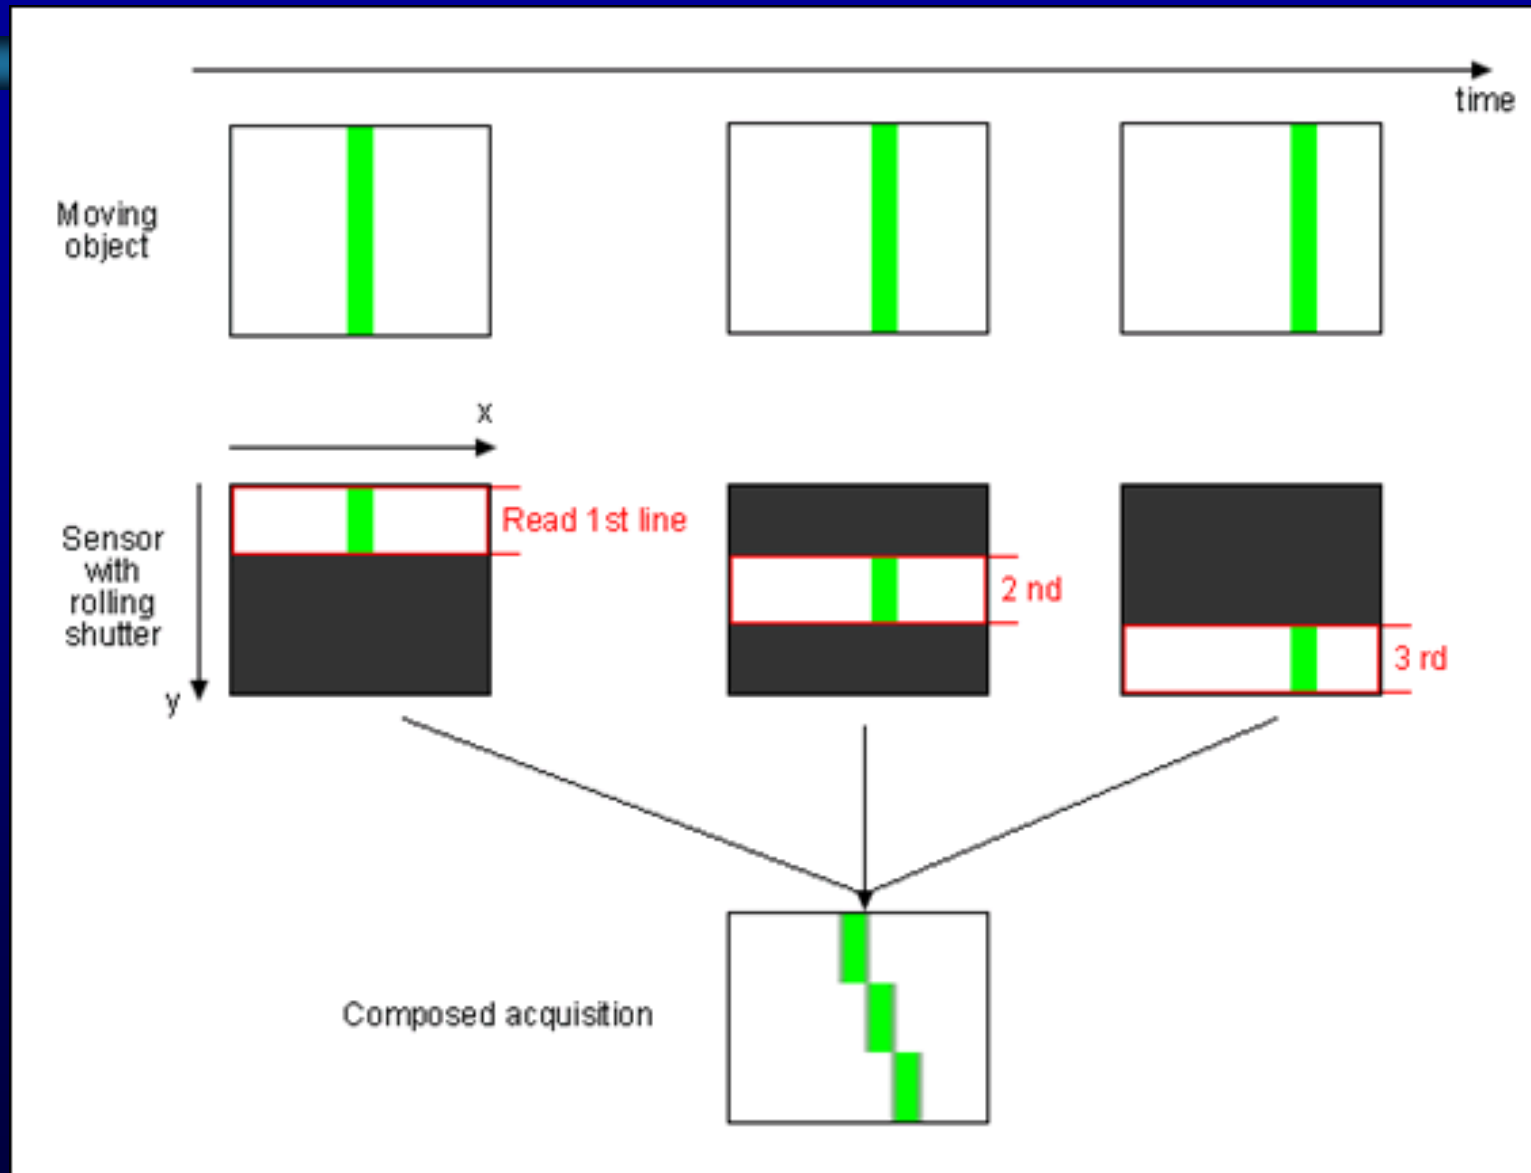 time
Moving
object
x
Read 1st line
2 nd
3 rd
Sensor
with
rolling
shutter
y
Composed acquisition